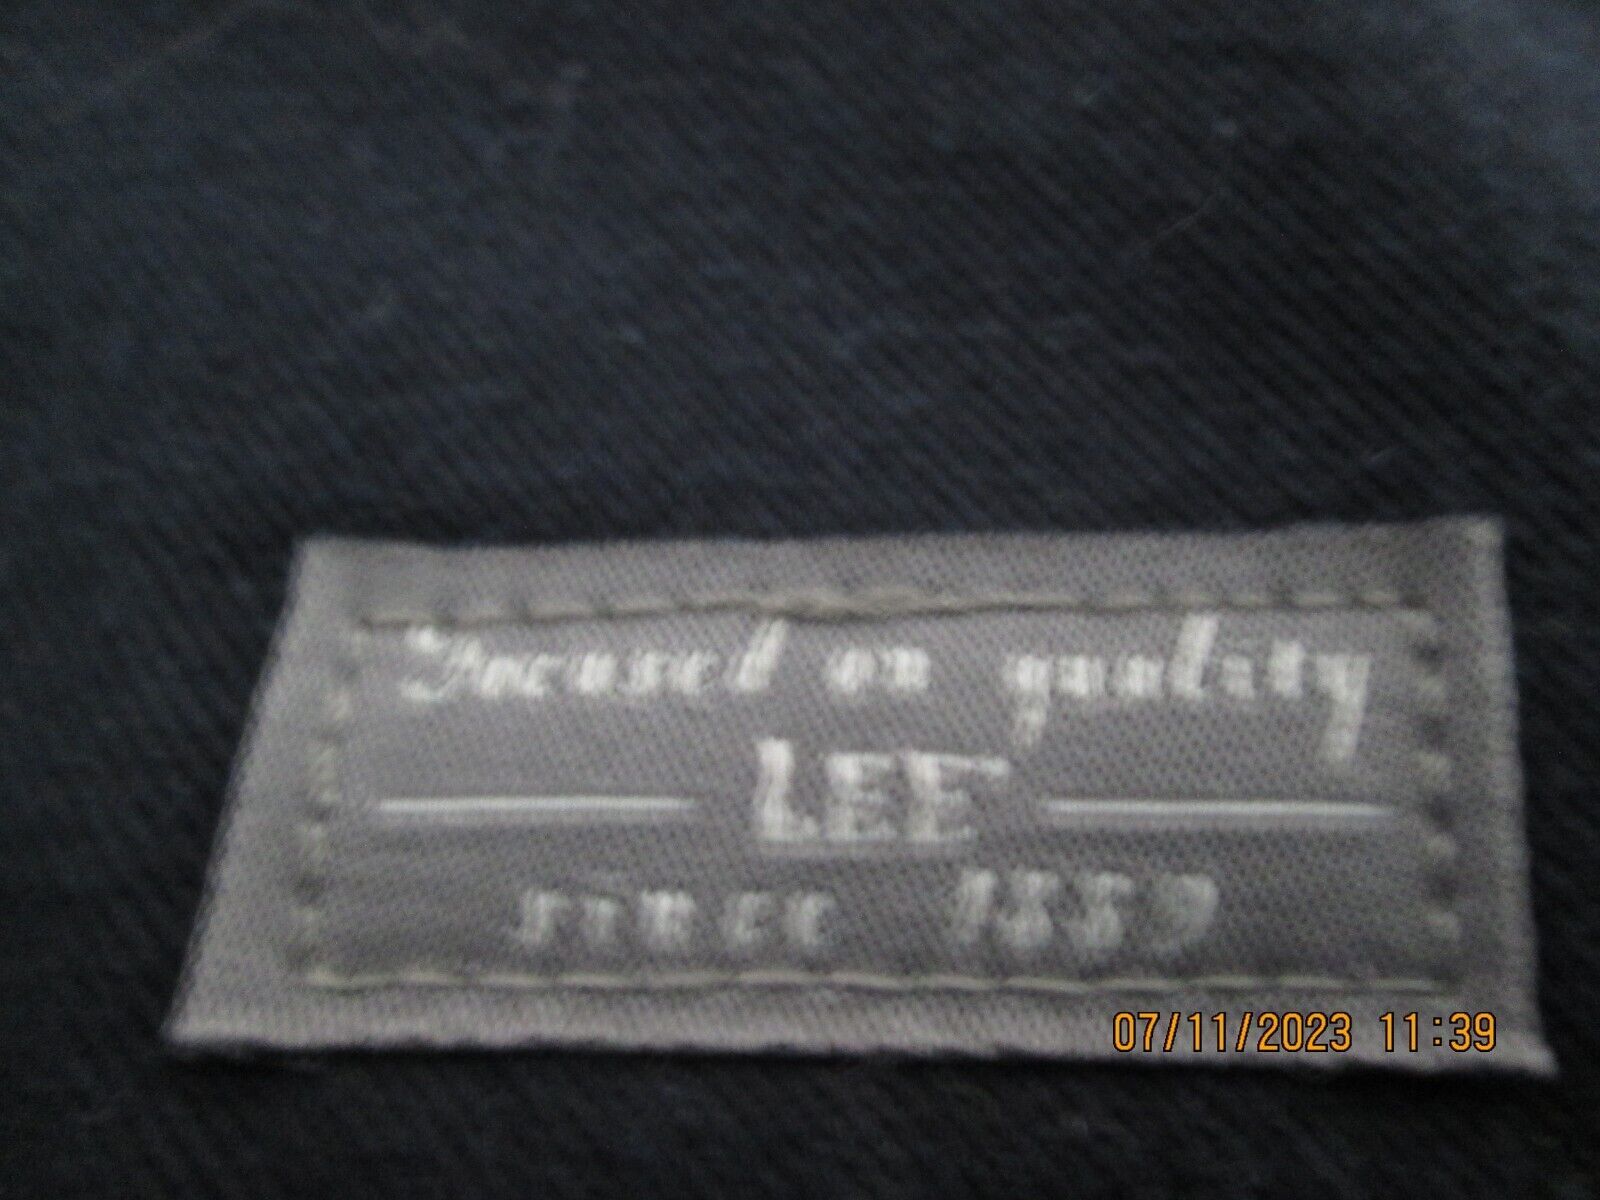 Focused on quality
LEE
since 1889
07/11/2023 11:39